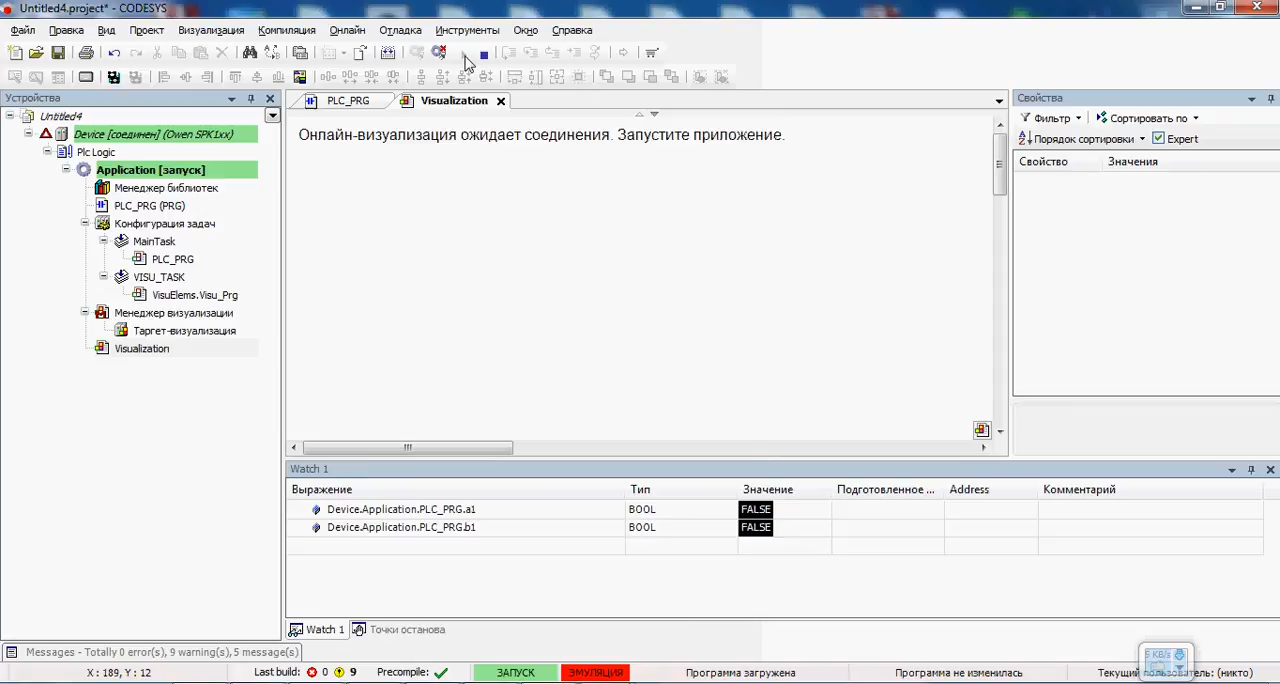 Untitled4.project* - CODESYS
Файл Правка Вид Проект Визуализация Компиляция Онлайн Отладка Инструменты Окно Справка
Устройства
PLC_PRG
Visualization
Свойства
Untitled4
Device [соединен] (Owen SPK1xx)
Plc Logic
Application [запуск]
Менеджер библиотек
PLC_PRG (PRG)
Конфигурация задач
MainTask
PLC_PRG
VISU_TASK
VisuElems.Visu_Prg
Менеджер визуализации
Таргет-визуализация
Visualization
Онлайн-визуализация ожидает соединения. Запустите приложение.
Фильтр Сортировать по
Порядок сортировки Expert
Свойство Значения
Watch 1
Выражение Тип Значение Подготовленное ... Address Комментарий
Device.Application.PLC_PRG.a1 BOOL FALSE
Device.Application.PLC_PRG.b1 BOOL FALSE
Watch 1 Точки останова
Messages - Totally 0 error(s), 9 warning(s), 5 message(s)
6 КБ/s
X : 189, Y : 12 Last build: 0 9 Precompile: ЗАПУСК ЭМУЛЯЦИЯ Программа загружена Программа не изменилась Текущий пользователь: (никто)